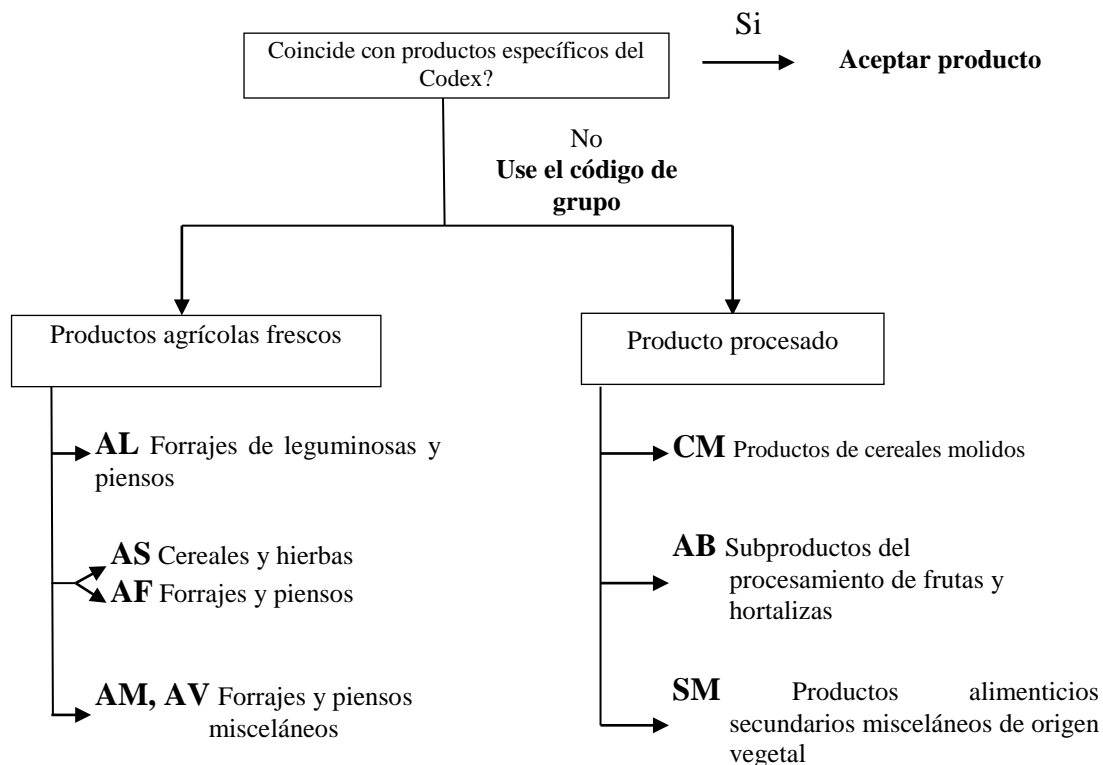 Si
Coincide con productos específicos del
Codex?
Aceptar producto
No
Use el código de
grupo
Productos agrícolas frescos
AL Forrajes de leguminosas y
piensos
AS Cereales y hierbas
AF Forrajes y piensos
AM, AV Forrajes y piensos
misceláneos
Producto procesado
CM Productos de cereales molidos
AB Subproductos del
procesamiento de frutas y
hortalizas
SM Productos alimenticios
secundarios misceláneos de origen
vegetal